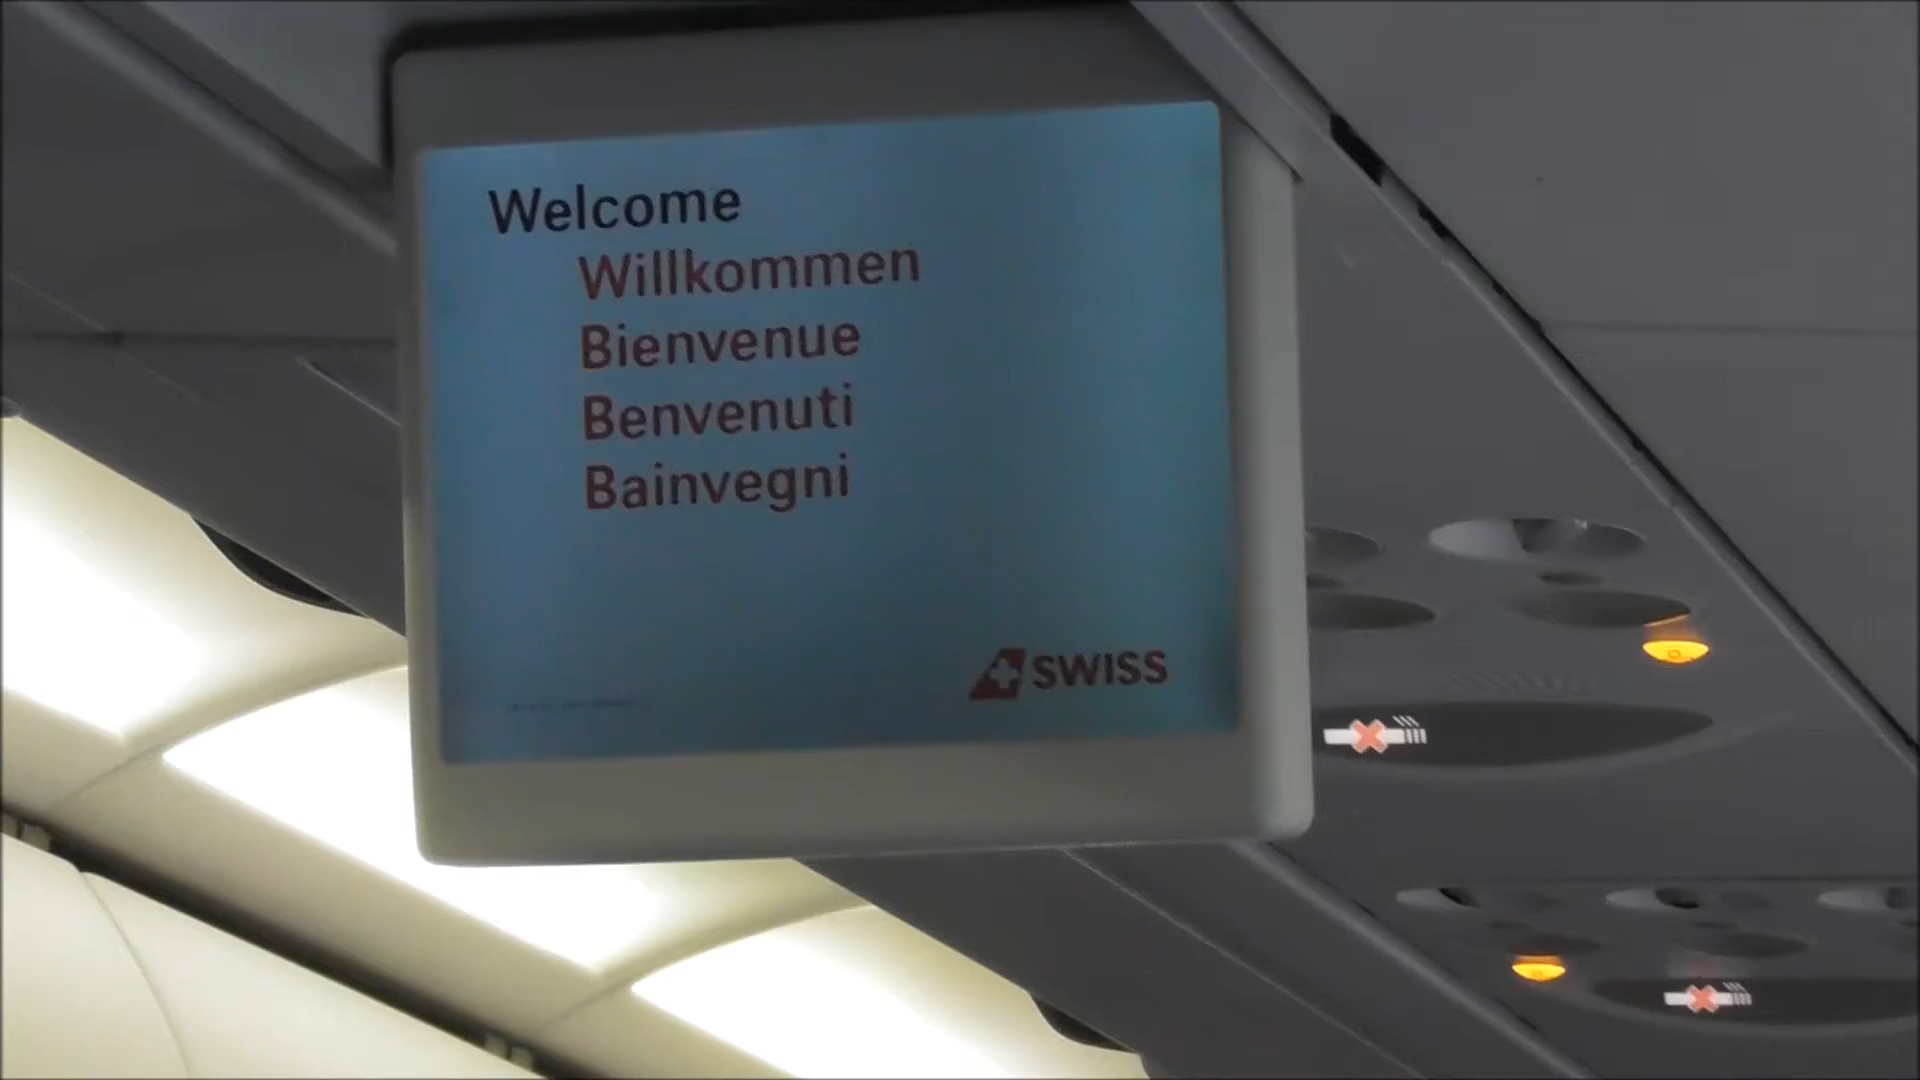 Welcome
Willkommen
Bienvenue
Benvenuti
Bainvegni
SWISS